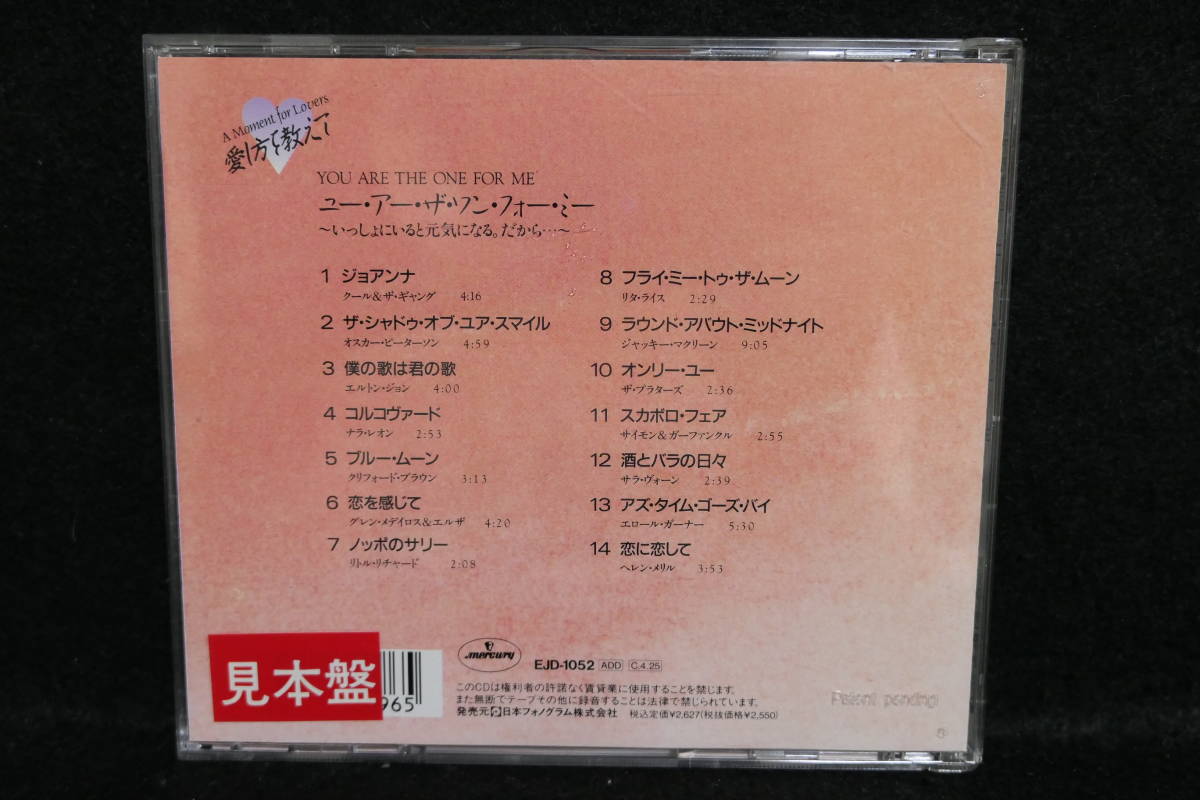 A Moment for Lovers
愛し方を教えて
YOU ARE THE ONE FOR ME
ユー・アー・ザ・ワン・フォー・ミー
〜いっしょにいると元気になる。だから…〜
1 ジョアンナ
クール&ザ・ギャング 4:16
2 ザ・シャドゥ・オブ・ユア・スマイル
オスカー・ピーターソン 4:59
3 僕の歌は君の歌
エルトン・ジョン 4:00
4 コルコヴァード
ナラ・レオン 2:53
5 ブルー・ムーン
クリフォード・ブラウン 3:13
6 恋を感じて
グレン・メデイロス&エルザ 4:20
7 ノッポのサリー
リトル・リチャード 2:08
8 フライ・ミー・トゥ・ザ・ムーン
リタ・ライス 2:29
9 ラウンド・アバウト・ミッドナイト
ジャッキー・マクリーン 9:05
10 オンリー・ユー
ザ・プラターズ 2:36
11 スカボロ・フェア
サイモン&ガーファンクル 2:55
12 酒とバラの日々
サラ・ヴォーン 2:39
13 アズ・タイム・ゴーズ・バイ
エロール・ガーナー 5:30
14 恋に恋して
ヘレン・メリル 3:53
見本盤
965
mercury
EJD-1052 ADD C.4.25
このCDは権利者の許諾なく賃貸業に使用することを禁じます。
また無断でテープその他に録音することは法律で禁じられています。
発売元 日本フォノグラム株式会社 税込定価¥2,627(税抜価格¥2,550)
Patent pending